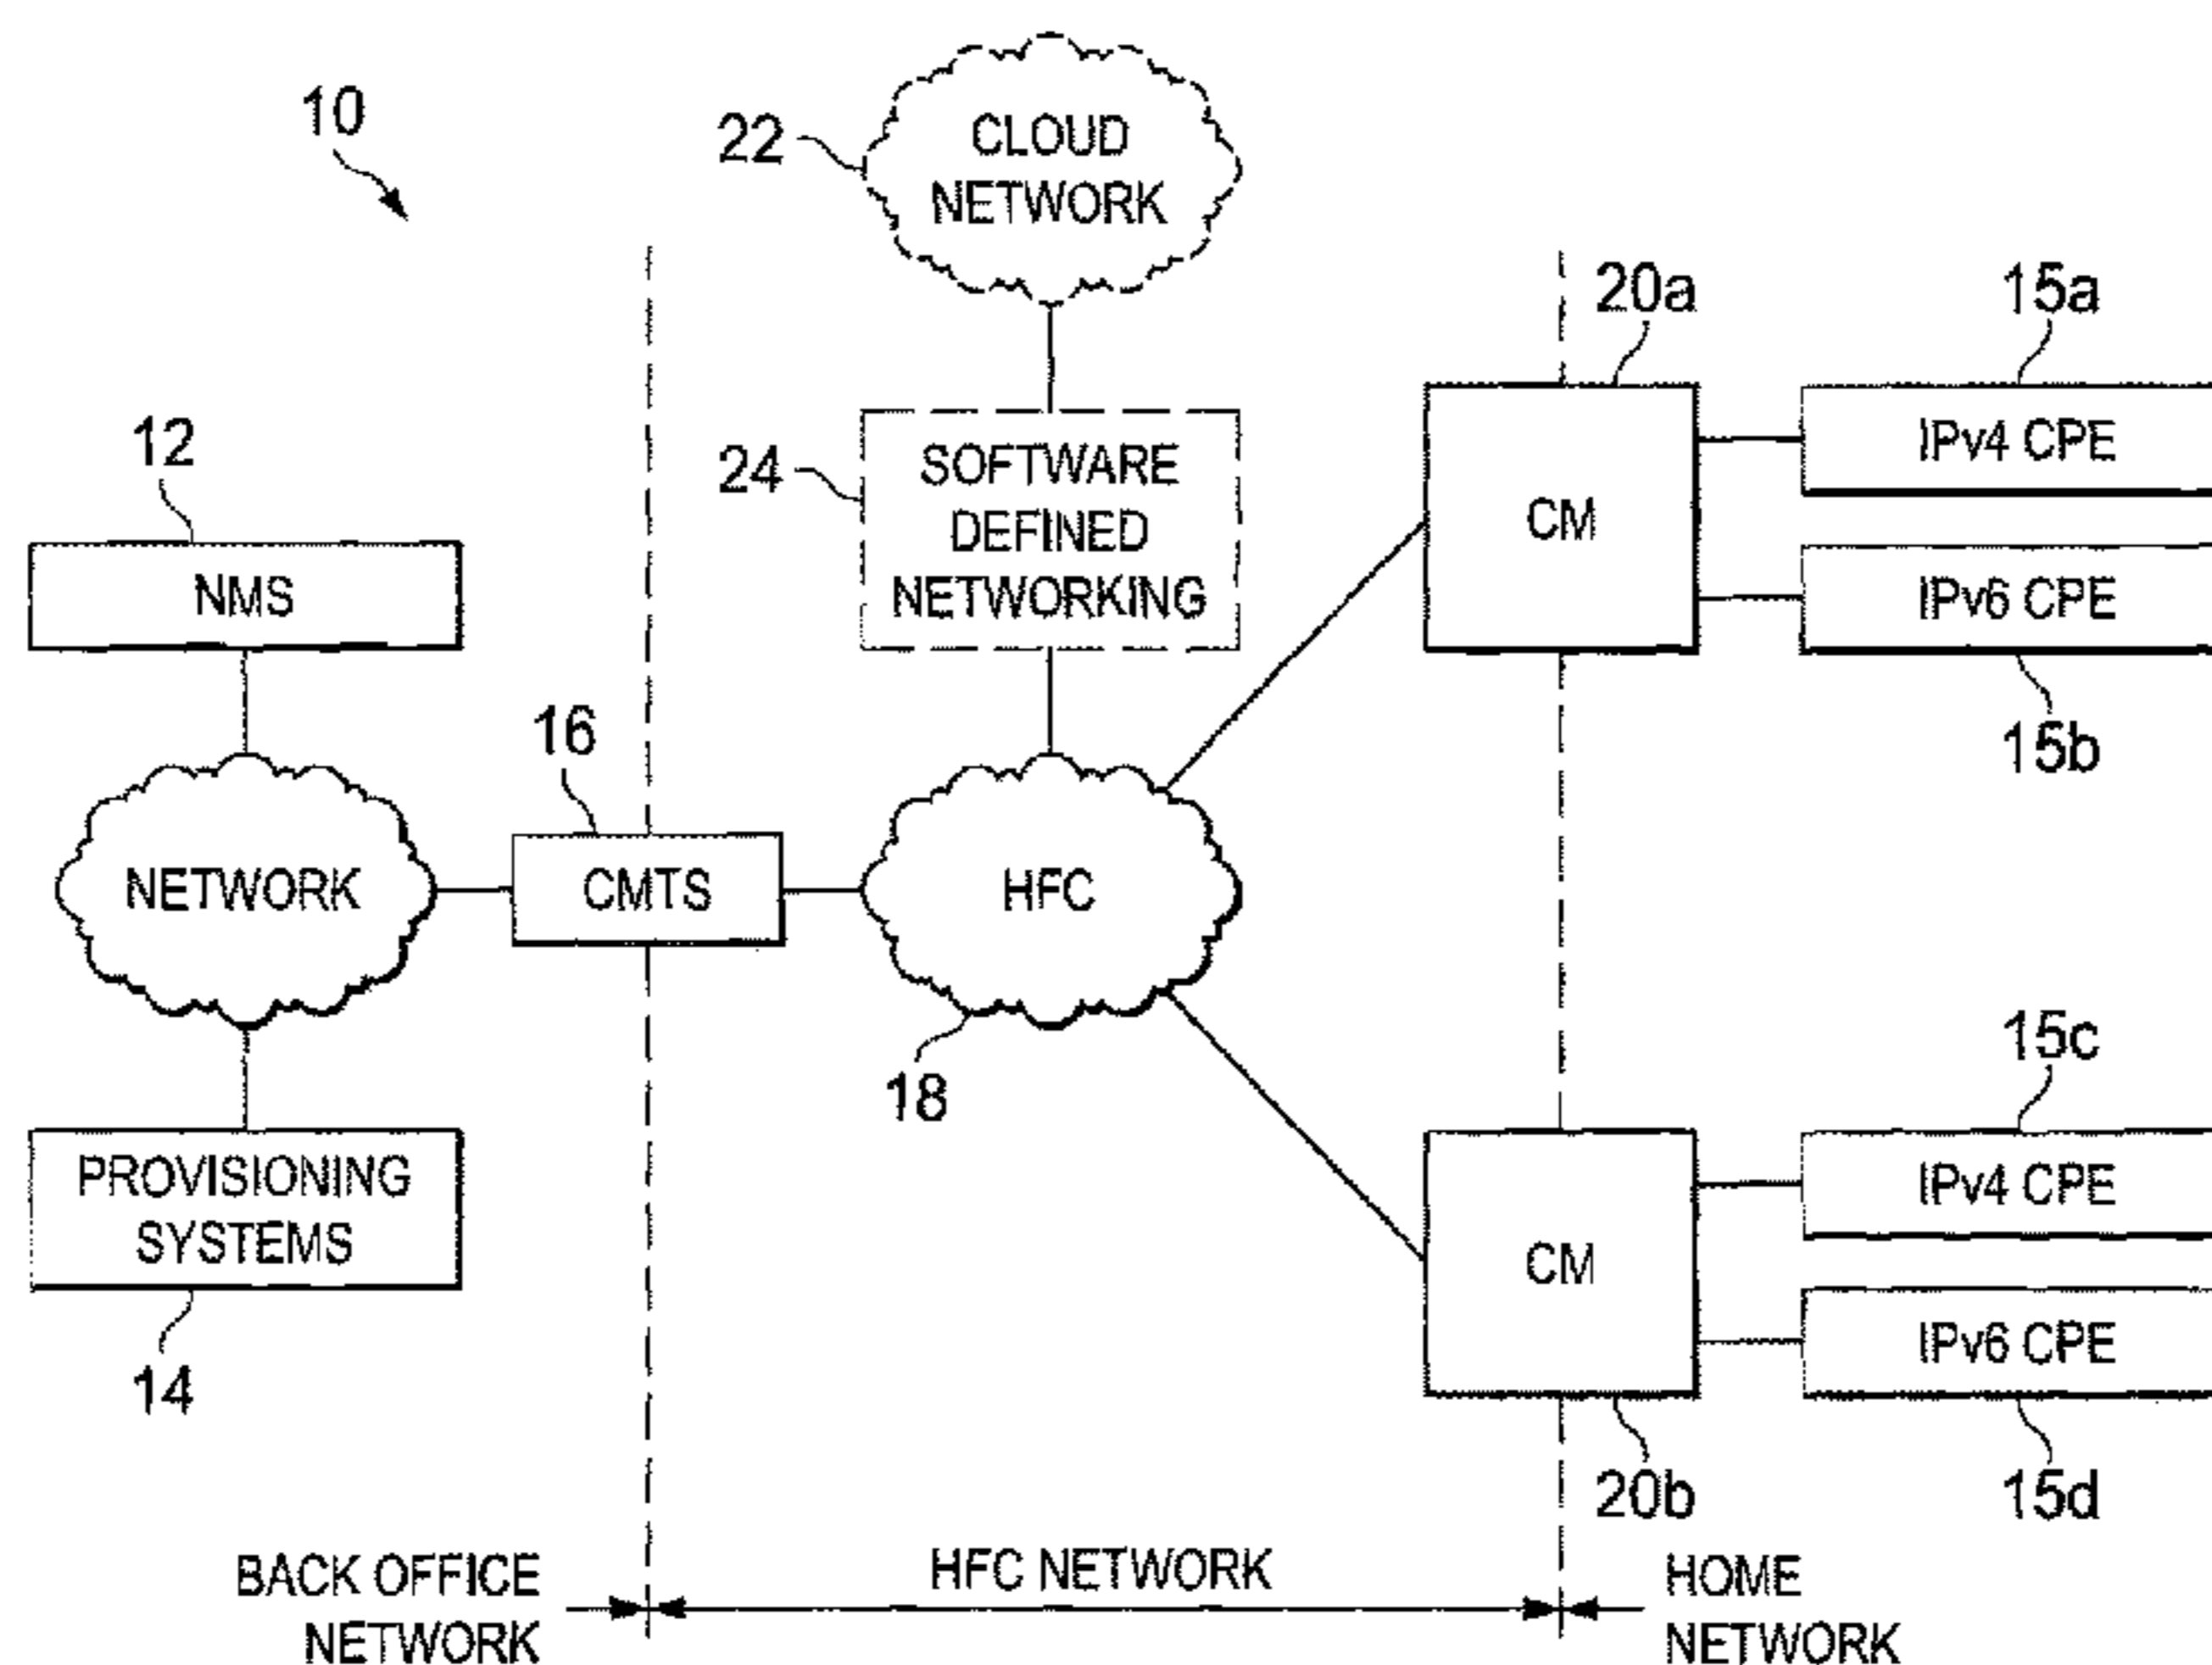 10
22
CLOUD
NETWORK
20a
15a
12
24
SOFTWARE
DEFINED
NETWORKING
CM
IPv4 CPE
NMS
IPv6 CPE
16
15b
NETWORK
CMTS
HFC
18
15c
PROVISIONING
SYSTEMS
CM
IPv4 CPE
IPv6 CPE
14
20b
15d
BACK OFFICE
NETWORK
HFC NETWORK
HOME
NETWORK